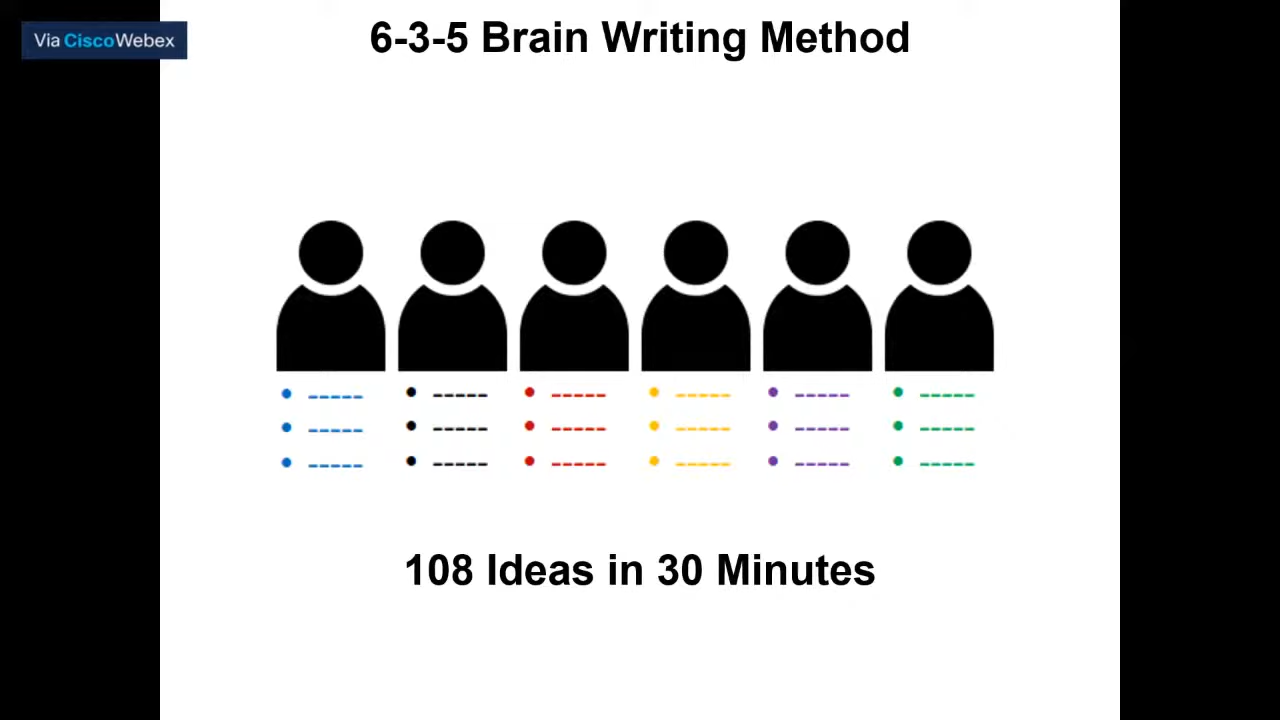 Via CiscoWebex
6-3-5 Brain Writing Method
108 Ideas in 30 Minutes